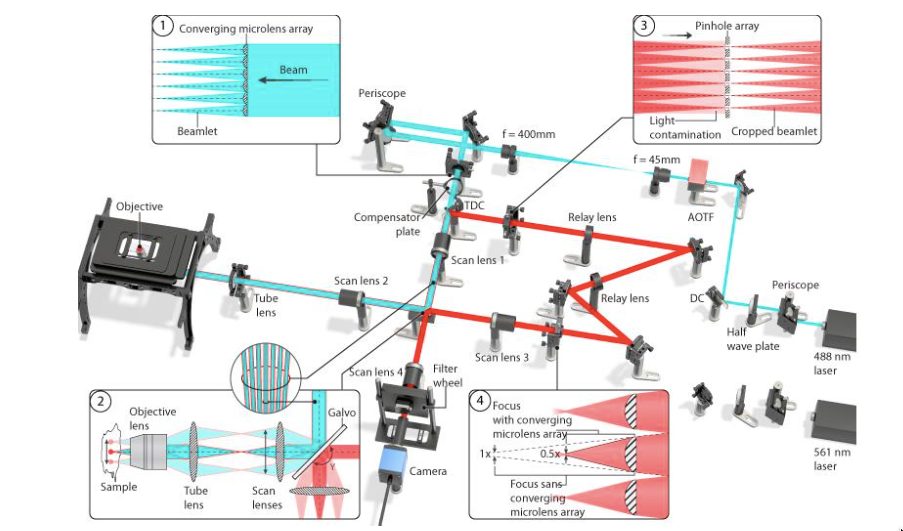 1
Converging microlens array
Beam
Beamlet
3
Pinhole array
Light
contamination
Cropped beamlet
Periscope
f = 400mm
f = 45mm
AOTF
Objective
Compensator
plate
TDC
Relay lens
Scan lens 1
Scan lens 2
Tube
lens
Relay lens
DC
Periscope
Half
wave plate
488 nm
laser
Scan lens 3
Scan lens 4
Filter
wheel
Camera
561 nm
laser
2
Objective
lens
Galvo
Sample
Tube
lens
Scan
lenses
γ
4
Focus
with converging
microlens array
1x
0.5x
Focus sans
converging
microlens array